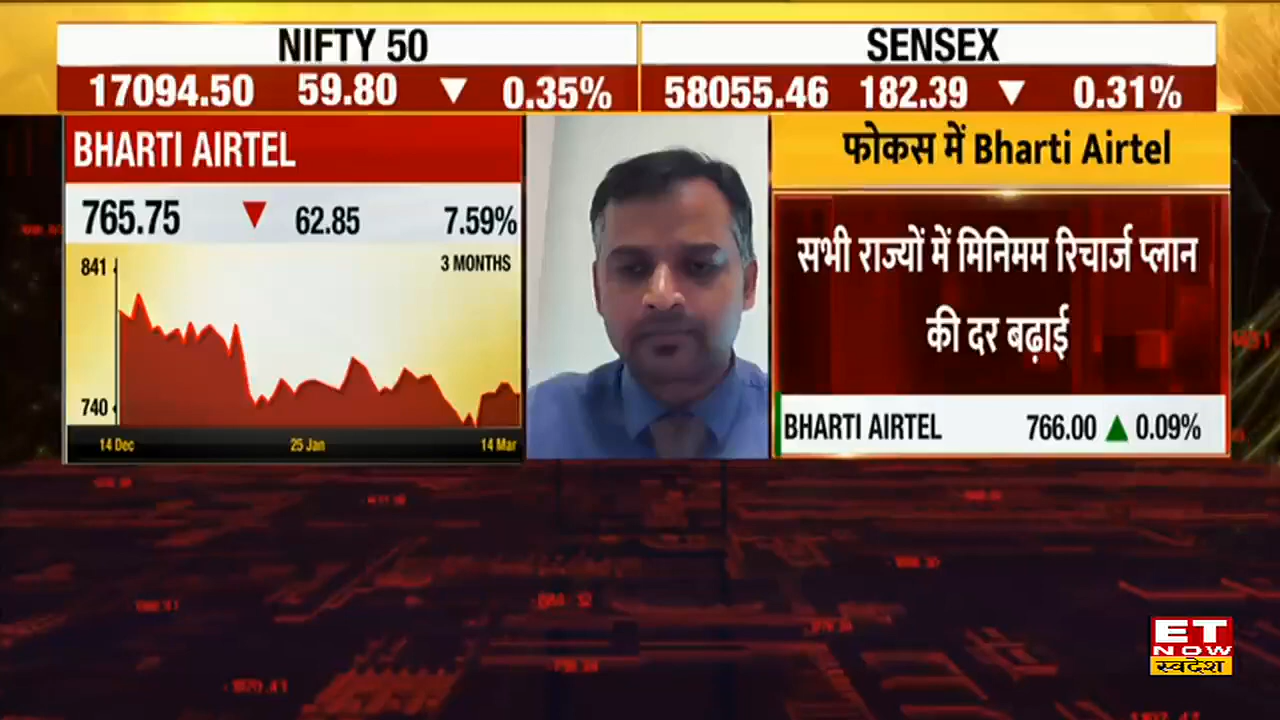 NIFTY 50
17094.50 59.80 ▼ 0.35%
SENSEX
58055.46 182.39 ▼ 0.31%
BHARTI AIRTEL
765.75 ▼ 62.85 7.59%
841
3 MONTHS
740
14 Dec 25 Jan 14 Mar
फोकस में Bharti Airtel
सभी राज्यों में मिनिमम रिचार्ज प्लान
की दर बढ़ाई
BHARTI AIRTEL 766.00 ▲ 0.09%
ET
NOW
स्वदेश